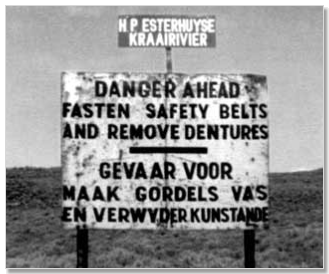 H.P. ESTERHUYSE
KRAAIRIVIER
DANGER AHEAD
FASTEN SAFETY BELTS
AND REMOVE DENTURES
GEVAAR VOOR
MAAK GORDELS VAS
EN VERWYDER KUNSTANDE